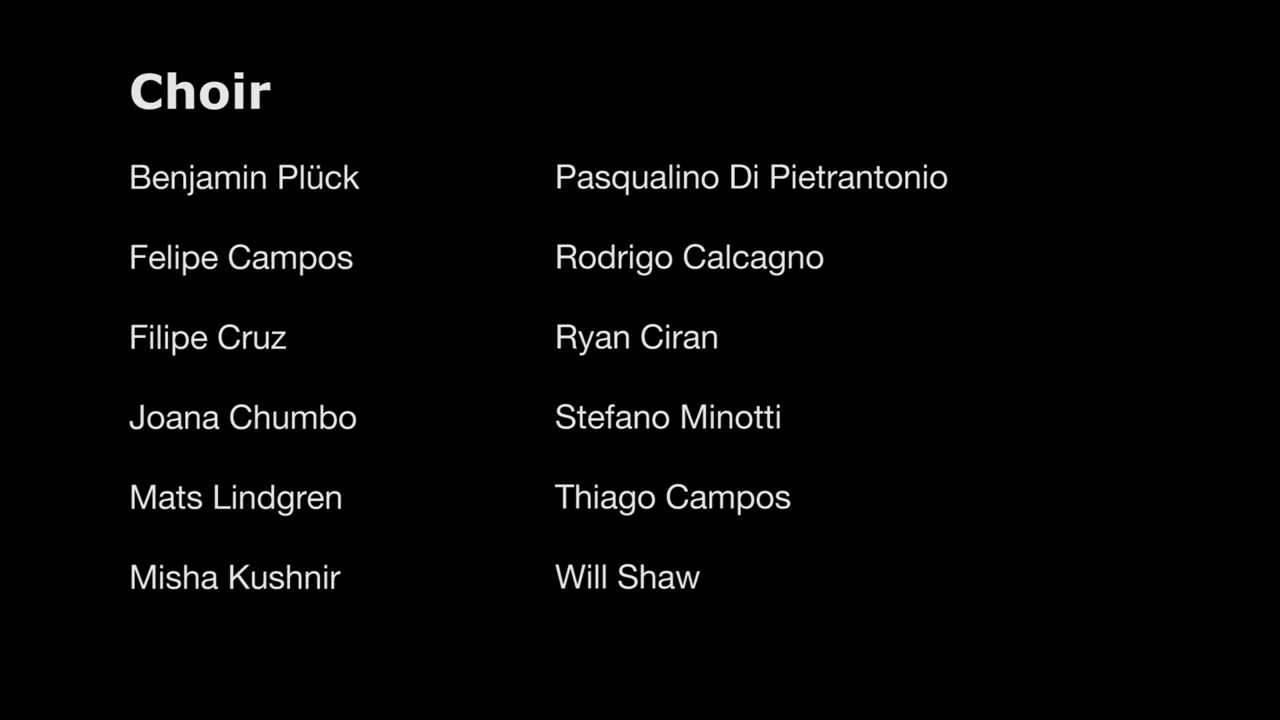 Choir
Benjamin Plück
Felipe Campos
Filipe Cruz
Joana Chumbo
Mats Lindgren
Misha Kushnir
Pasqualino Di Pietrantonio
Rodrigo Calcagno
Ryan Ciran
Stefano Minotti
Thiago Campos
Will Shaw